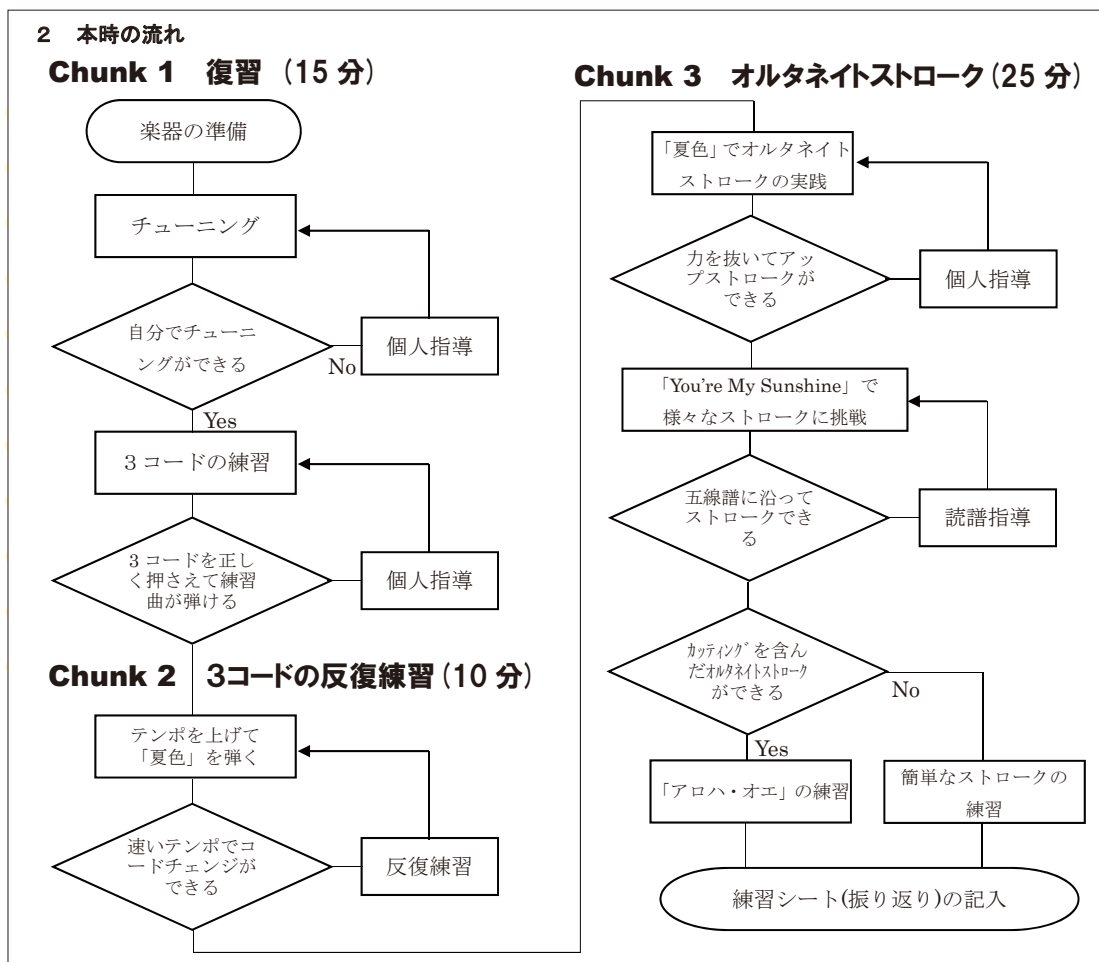 2 本時の流れ
Chunk 1 復習 (15 分)
楽器の準備
チューニング
自分でチューニ
ングができる
No
個人指導
Yes
3 コードの練習
3 コードを正し
く押さえて練習
曲が弾ける
個人指導
Chunk 2 3コードの反復練習(10 分)
テンポを上げて
「夏色」を弾く
速いテンポでコ
ードチェンジが
できる
反復練習
Chunk 3 オルタネイトストローク(25 分)
「夏色」でオルタネイト
ストロークの実践
力を抜いてアッ
プストロークが
できる
個人指導
「You're My Sunshine」で
様々なストロークに挑戦
五線譜に沿って
ストロークでき
る
読譜指導
ｶｯﾃｨﾝｸﾞを含ん
だｵﾙﾀﾈｲﾄｽﾄﾛｰｸ
ができる
No
Yes
「アロハ・オエ」の練習
簡単なストロークの
練習
練習シート(振り返り)の記入